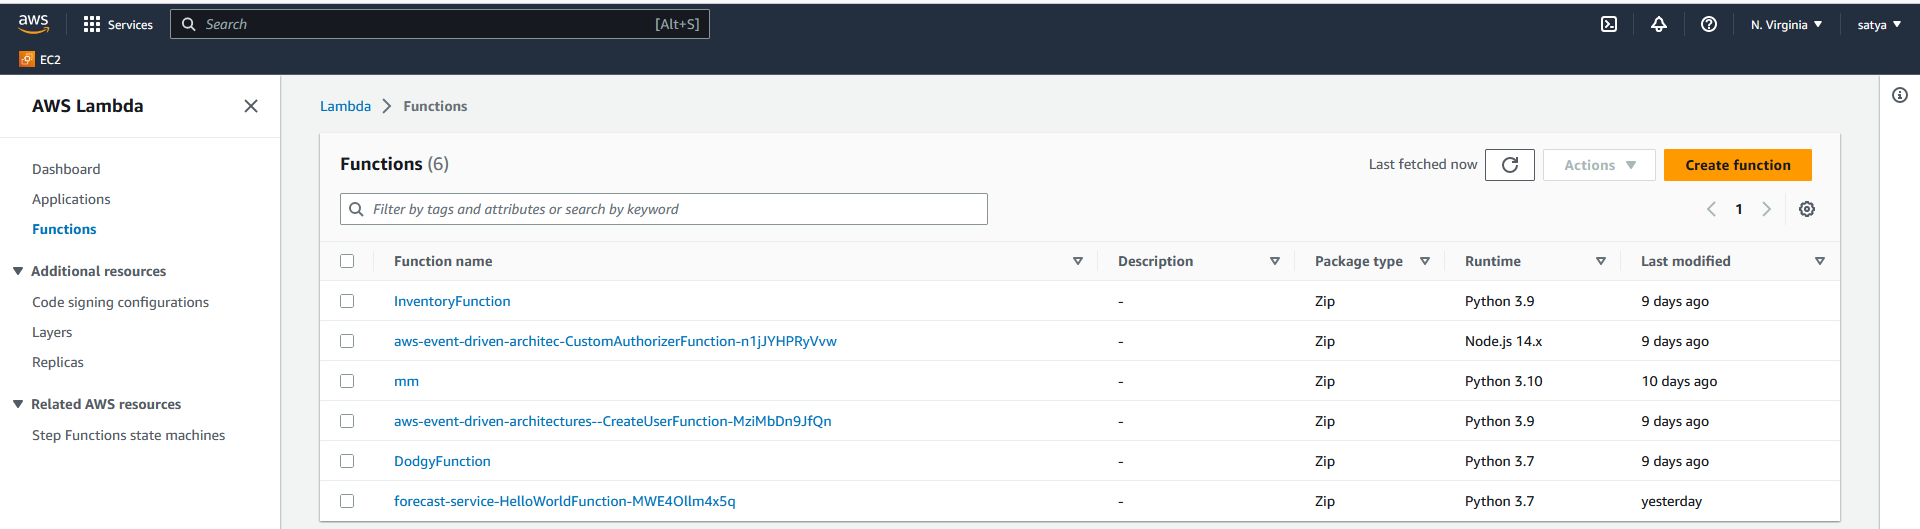 aws
Services
Search
[Alt+S]
N. Virginia
satya
EC2
AWS Lambda
Dashboard
Applications
Functions
Additional resources
Code signing configurations
Layers
Replicas
Related AWS resources
Step Functions state machines
Lambda > Functions
Functions (6)
Last fetched now
Actions
Create function
Filter by tags and attributes or search by keyword
1
Function name Description Package type Runtime Last modified
InventoryFunction - Zip Python 3.9 9 days ago
aws-event-driven-architec-CustomAuthorizerFunction-n1jJYHPRyVvw - Zip Node.js 14.x 9 days ago
mm - Zip Python 3.10 10 days ago
aws-event-driven-architectures--CreateUserFunction-MziMbDn9JfQn - Zip Python 3.9 9 days ago
DodgyFunction - Zip Python 3.7 9 days ago
forecast-service-HelloWorldFunction-MWE4Ollm4x5q - Zip Python 3.7 yesterday